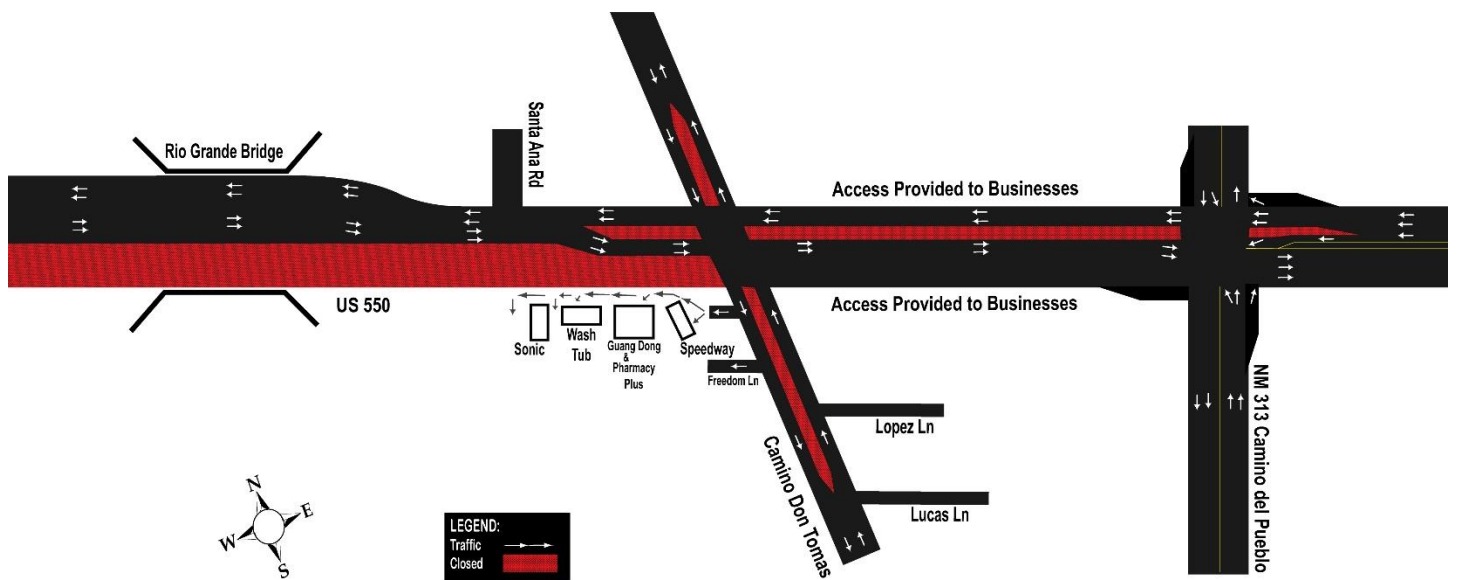 Rio Grande Bridge
Santa Ana Rd
Access Provided to Businesses
US 550
Access Provided to Businesses
Sonic
Wash
Tub
Guang Dong
&
Pharmacy
Plus
Speedway
Freedom Ln
Lopez Ln
Lucas Ln
Camino Don Tomas
NM 313 Camino del Pueblo
N
E
W
S
LEGEND:
Traffic
Closed